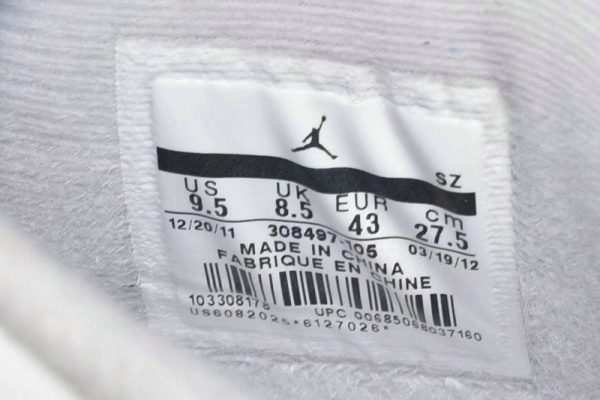 SZ
US UK EUR cm
9.5 8.5 43 27.5
12/20/11 308497-105 03/19/12
MADE IN CHINA
FABRIQUE EN CHINE
UPC 00685068037160
US6082025*6127026*